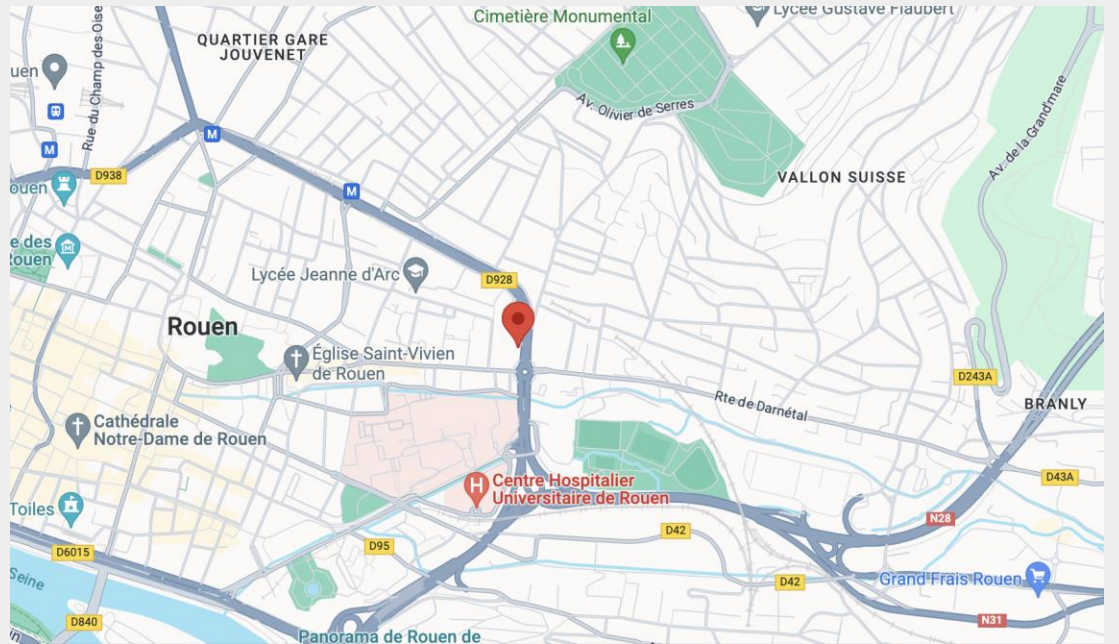 Cimetière Monumental
Lycée Gustave Flaubert
QUARTIER GARE
JOUVENET
uen
Rue du Champ des Oise
Av. Olivier de Serres
Av. de la Grand'mare
M
M
M
D938
VALLON SUISSE
ouen
e des
Rouen
Lycée Jeanne d'Arc
D928
Rouen
Église Saint-Vivien
de Rouen
D243A
Rte de Darnétal
BRANLY
Cathédrale
Notre-Dame de Rouen
H
Centre Hospitalier
Universitaire de Rouen
D43A
Toiles
N28
D42
D95
D6015
Seine
D42
Grand Frais Rouen
D840
N31
Panorama de Rouen de